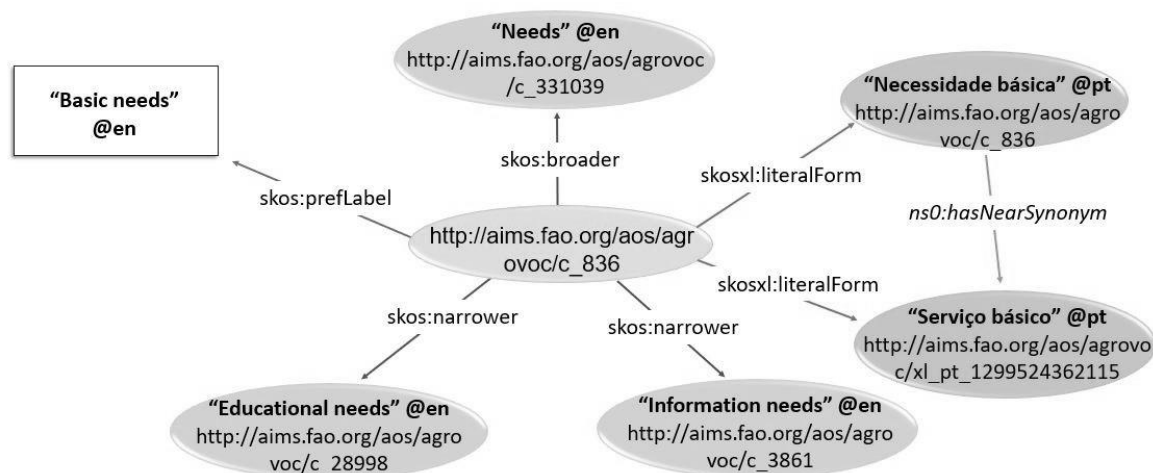 “Needs” @en
http://aims.fao.org/aos/agrovoc
/c_331039
“Basic needs”
@en
“Necessidade básica” @pt
http://aims.fao.org/aos/agro
voc/c_836
skos:broader
skosxl:literalForm
skos:prefLabel
ns0:hasNearSynonym
http://aims.fao.org/aos/agr
ovoc/c_836
skosxl:literalForm
skos:narrower
skos:narrower
“Serviço básico” @pt
http://aims.fao.org/aos/agrovo
c/xl_pt_1299524362115
“Educational needs” @en
http://aims.fao.org/aos/agro
voc/c_28998
“Information needs” @en
http://aims.fao.org/aos/agro
voc/c_3861